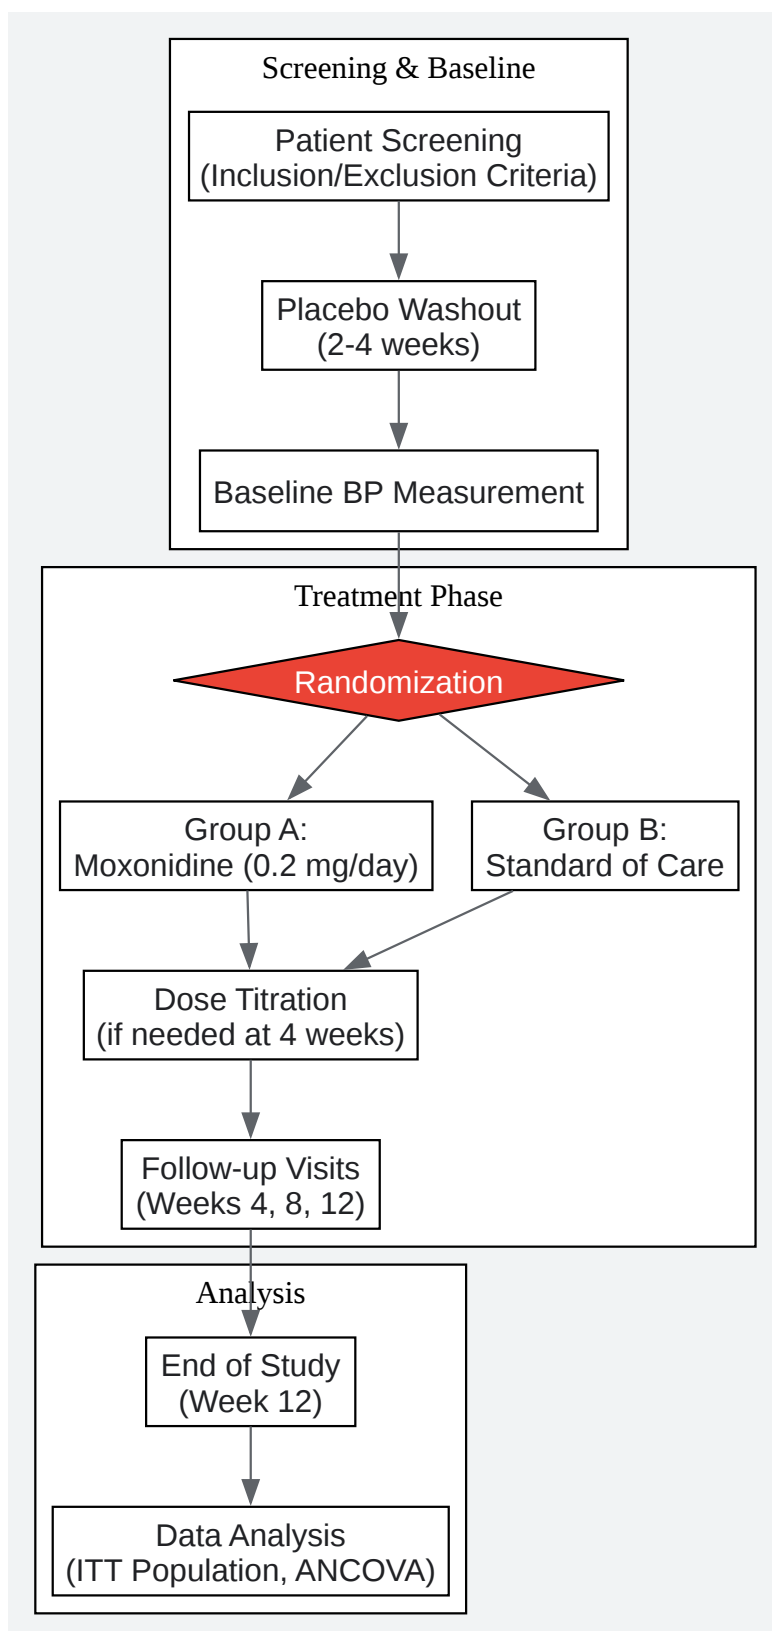 Screening & Baseline
Patient Screening
(Inclusion/Exclusion Criteria)
Placebo Washout
(2-4 weeks)
Baseline BP Measurement
Treatment Phase
Randomization
Group A:
Moxonidine (0.2 mg/day)
Group B:
Standard of Care
Dose Titration
(if needed at 4 weeks)
Follow-up Visits
(Weeks 4, 8, 12)
Analysis
End of Study
(Week 12)
Data Analysis
(ITT Population, ANCOVA)